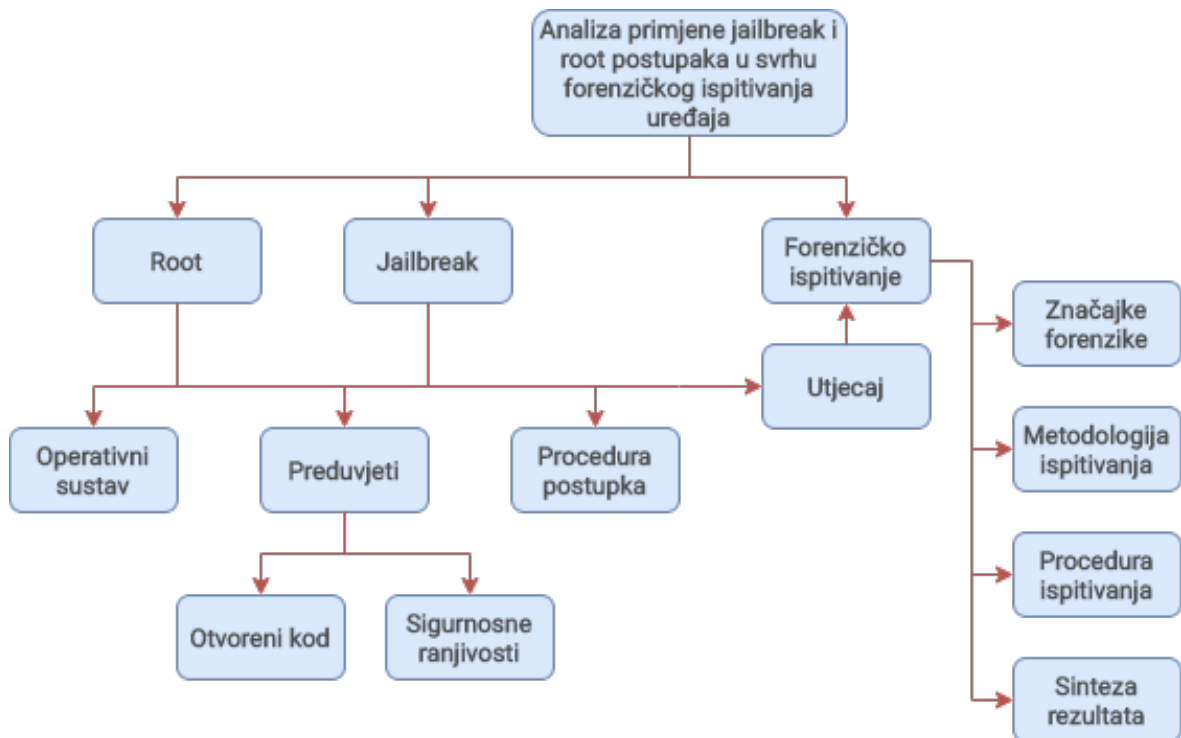 Analiza primjene jailbreak i
root postupaka u svrhu
forenzičkog ispitivanja
uređaja
Root
Jailbreak
Forenzičko
ispitivanje
Značajke
forenzike
Utjecaj
Operativni
sustav
Preduvjeti
Procedura
postupka
Metodologija
ispitivanja
Procedura
ispitivanja
Otvoreni kod
Sigurnosne
ranjivosti
Sinteza
rezultata